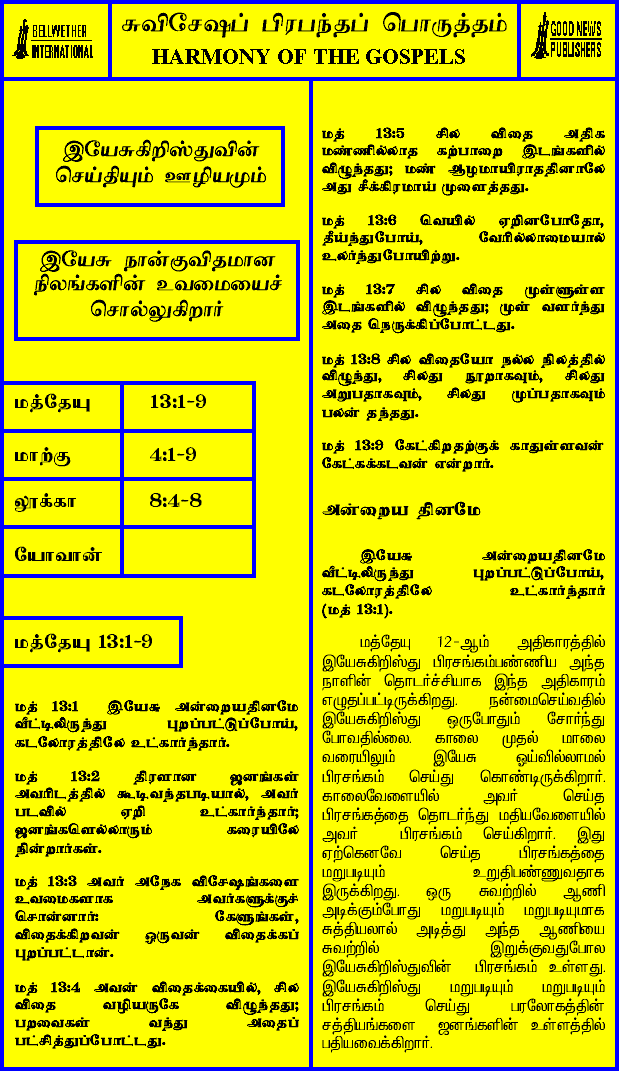 BELLWETHER
INTERNATIONAL
சுவிசேஷப் பிரபந்தப் பொருத்தம்
HARMONY OF THE GOSPELS
GOOD NEWS
PUBLISHERS
இயேசுகிறிஸ்துவின்
செய்தியும் ஊழியமும்
இயேசு நான்குவிதமான
நிலங்களின் உவமையைச்
சொல்லுகிறார்
மத்தேயு 13:1-9
மாற்கு 4:1-9
லூக்கா 8:4-8
யோவான்
மத்தேயு 13:1-9
மத் 13:1 இயேசு அன்றையதினமே
வீட்டிலிருந்து புறப்பட்டுப்போய்,
கடலோரத்திலே உட்கார்ந்தார்.
மத் 13:2 திரளான ஜனங்கள்
அவரிடத்தில் கூடிவந்தபடியால், அவர்
படவில் ஏறி உட்கார்ந்தார்;
ஜனங்களெல்லாரும் கரையிலே
நின்றார்கள்.
மத் 13:3 அவர் அநேக விசேஷங்களை
உவமைகளாக அவர்களுக்குச்
சொன்னார்: கேளுங்கள்,
விதைக்கிறவன் ஒருவன் விதைக்கப்
புறப்பட்டான்.
மத் 13:4 அவன் விதைக்கையில், சில
விதை வழியருகே விழுந்தது;
பறவைகள் வந்து அதைப்
பட்சித்துப்போட்டது.
மத் 13:5 சில விதை அதிக
மண்ணில்லாத கற்பாறை இடங்களில்
விழுந்தது; மண் ஆழமாயிராததினாலே
அது சீக்கிரமாய் முளைத்தது.
மத் 13:6 வெயில் ஏறினபோதோ,
தீய்ந்துபோய், வேரில்லாமையால்
உலர்ந்துபோயிற்று.
மத் 13:7 சில விதை முள்ளுள்ள
இடங்களில் விழுந்தது; முள் வளர்ந்து
அதை நெருக்கிப்போட்டது.
மத் 13:8 சில விதையோ நல்ல நிலத்தில்
விழுந்து, சிலது நூறாகவும், சிலது
அறுபதாகவும், சிலது முப்பதாகவும்
பலன் தந்தது.
மத் 13:9 கேட்கிறதற்குக் காதுள்ளவன்
கேட்கக்கடவன் என்றார்.
அன்றைய தினமே
இயேசு அன்றையதினமே
வீட்டிலிருந்து புறப்பட்டுப்போய்,
கடலோரத்திலே உட்கார்ந்தார்
(மத் 13:1).
மத்தேயு 12-ஆம் அதிகாரத்தில்
இயேசுகிறிஸ்து பிரசங்கம்பண்ணிய அந்த
நாளின் தொடர்ச்சியாக இந்த அதிகாரம்
எழுதப்பட்டிருக்கிறது. நன்மைசெய்வதில்
இயேசுகிறிஸ்து ஒருபோதும் சோர்ந்து
போவதில்லை. காலை முதல் மாலை
வரையிலும் இயேசு ஓய்வில்லாமல்
பிரசங்கம் செய்து கொண்டிருக்கிறார்.
காலைவேளையில் அவர் செய்த
பிரசங்கத்தை தொடர்ந்து மதியவேளையில்
அவர் பிரசங்கம் செய்கிறார். இது
ஏற்கெனவே செய்த பிரசங்கத்தை
மறுபடியும் உறுதிபண்ணுவதாக
இருக்கிறது. ஒரு சுவற்றில் ஆணி
அடிக்கும்போது மறுபடியும் மறுபடியுமாக
சுத்தியலால் அடித்து அந்த ஆணியை
சுவற்றில் இறுக்குவதுபோல
இயேசுகிறிஸ்துவின் பிரசங்கம் உள்ளது.
இயேசுகிறிஸ்து மறுபடியும் மறுபடியும்
பிரசங்கம் செய்து பரலோகத்தின்
சத்தியங்களை ஜனங்களின் உள்ளத்தில்
பதியவைக்கிறார்.